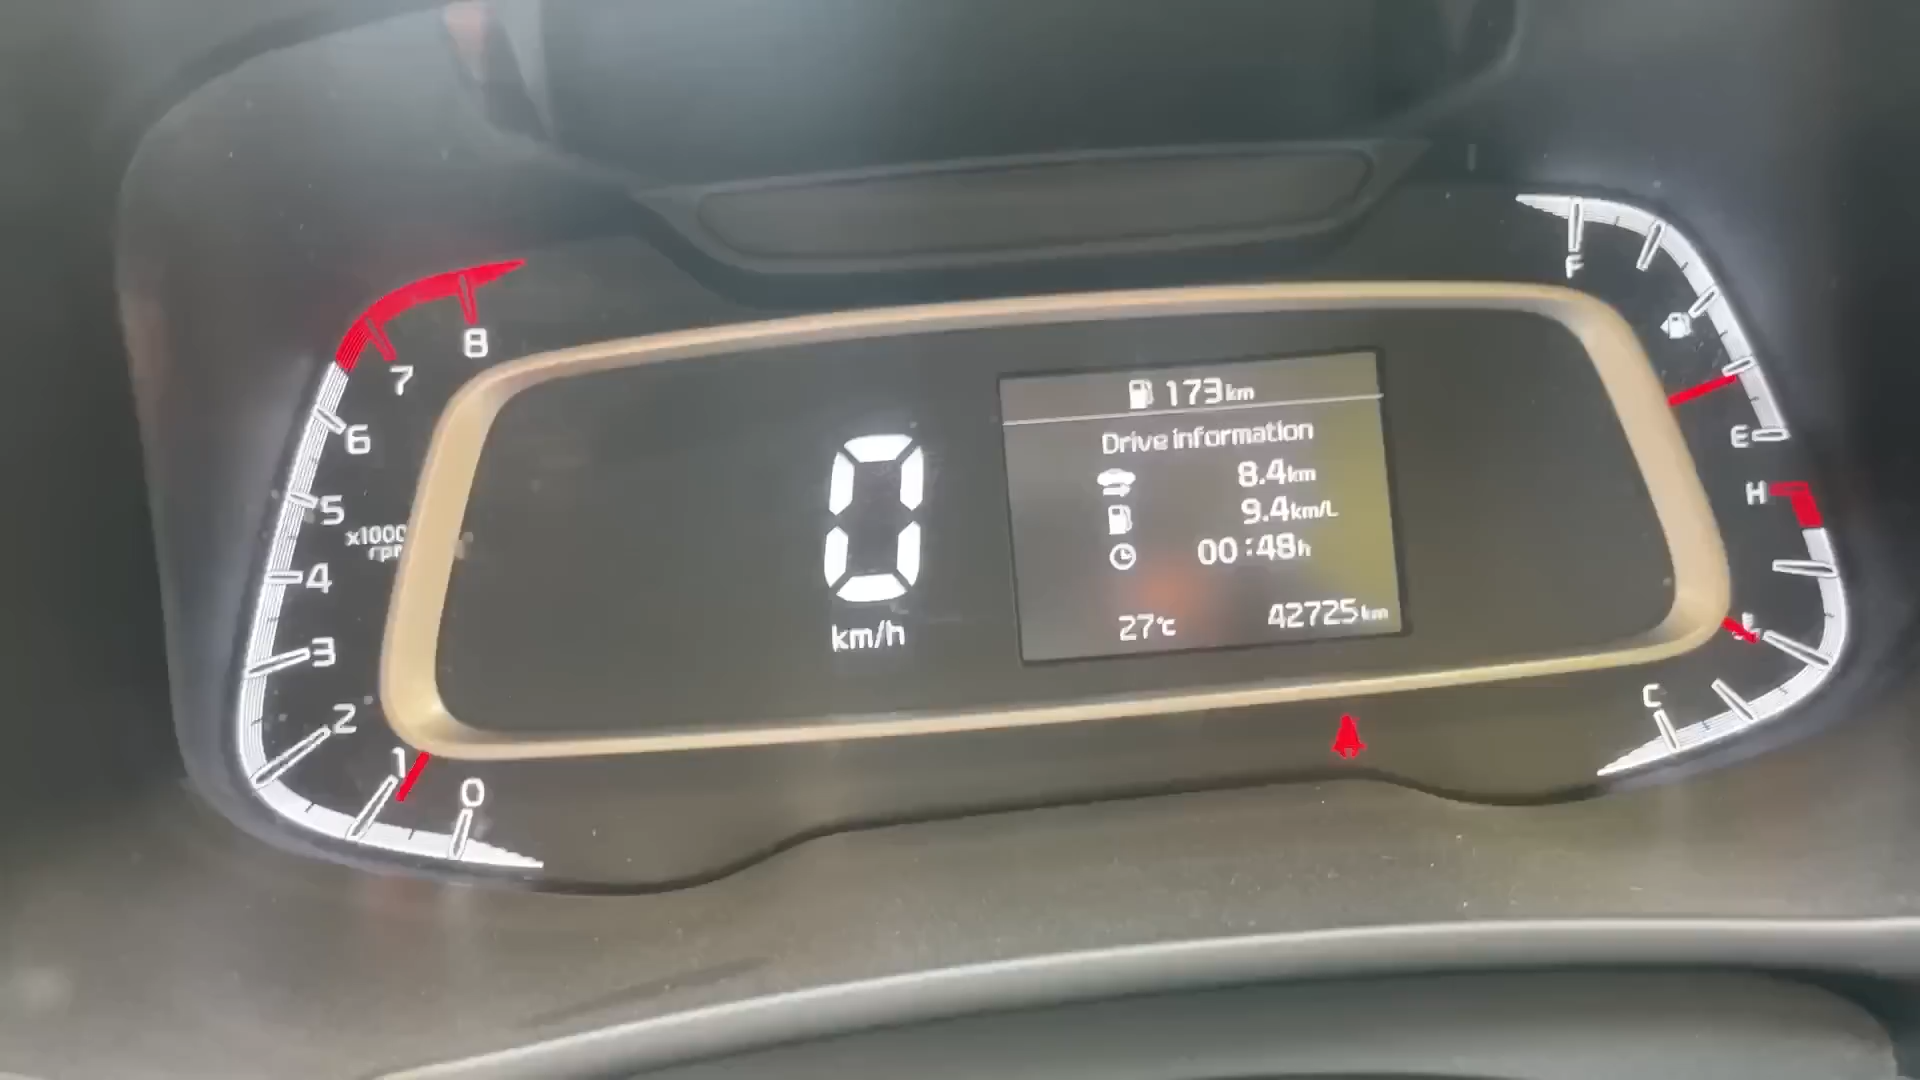 8
7
6
5
x1000
rpm
4
3
2
1
0
0
km/h
173km
Drive information
8.4km
9.4km/L
00:48h
27°C
42725km
F
E
H
C